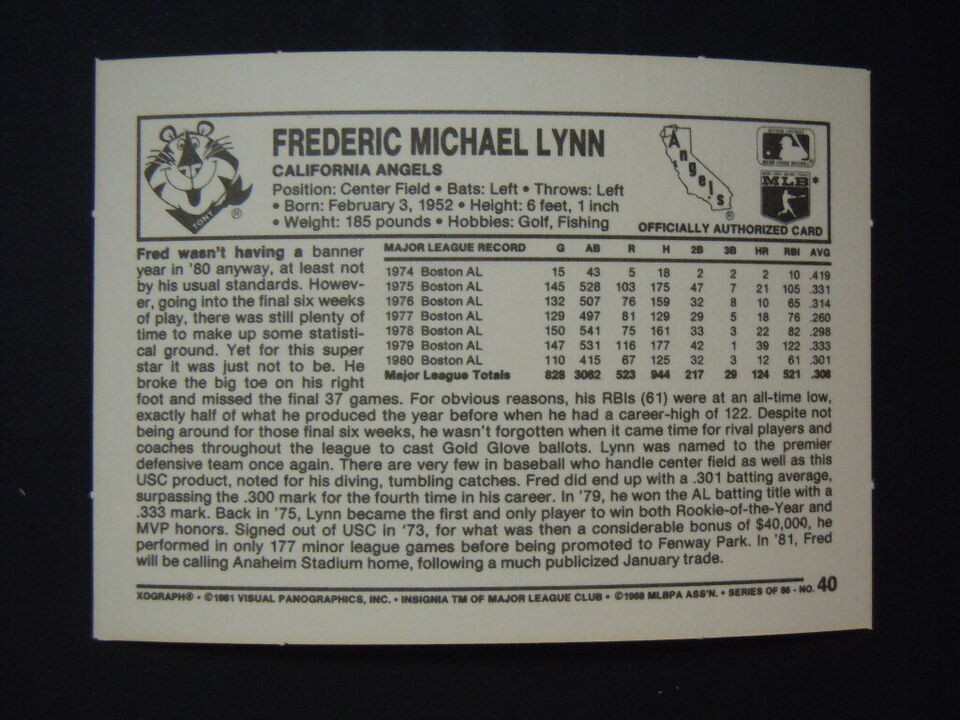 TONY ®
FREDERIC MICHAEL LYNN
CALIFORNIA ANGELS
Position: Center Field • Bats: Left • Throws: Left
• Born: February 3, 1952 • Height: 6 feet, 1 inch
• Weight: 185 pounds • Hobbies: Golf, Fishing
Angels ®
MAJOR LEAGUE BASEBALL
MLB*
OFFICIALLY AUTHORIZED CARD
Fred wasn't having a banner
year in '80 anyway, at least not
by his usual standards. Howev-
er, going into the final six weeks
of play, there was still plenty of
time to make up some statisti-
cal ground. Yet for this super
star it was just not to be. He
broke the big toe on his right
MAJOR LEAGUE RECORD G AB R H 2B 3B HR RBI AVG
1974 Boston AL 15 43 5 18 2 2 2 10 .419
1975 Boston AL 145 528 103 175 47 7 21 105 .331
1976 Boston AL 132 507 76 159 32 8 10 65 .314
1977 Boston AL 129 497 81 129 29 5 18 76 .260
1978 Boston AL 150 541 75 161 33 3 22 82 .298
1979 Boston AL 147 531 116 177 42 1 39 122 .333
1980 Boston AL 110 415 67 125 32 3 12 61 .301
Major League Totals 828 3062 523 944 217 29 124 521 .308
foot and missed the final 37 games. For obvious reasons, his RBIs (61) were at an all-time low,
exactly half of what he produced the year before when he had a career-high of 122. Despite not
being around for those final six weeks, he wasn't forgotten when it came time for rival players and
coaches throughout the league to cast Gold Glove ballots. Lynn was named to the premier
defensive team once again. There are very few in baseball who handle center field as well as this
USC product, noted for his diving, tumbling catches. Fred did end up with a .301 batting average,
surpassing the .300 mark for the fourth time in his career. In '79, he won the AL batting title with a
.333 mark. Back in '75, Lynn became the first and only player to win both Rookie-of-the-Year and
MVP honors. Signed out of USC in '73, for what was then a considerable bonus of $40,000, he
performed in only 177 minor league games before being promoted to Fenway Park. In '81, Fred
will be calling Anaheim Stadium home, following a much publicized January trade.
XOGRAPH® • ©1981 VISUAL PANOGRAPHICS, INC. • INSIGNIA TM OF MAJOR LEAGUE CLUB • ©1968 MLBPA ASS'N. • SERIES OF 66 - NO. 40